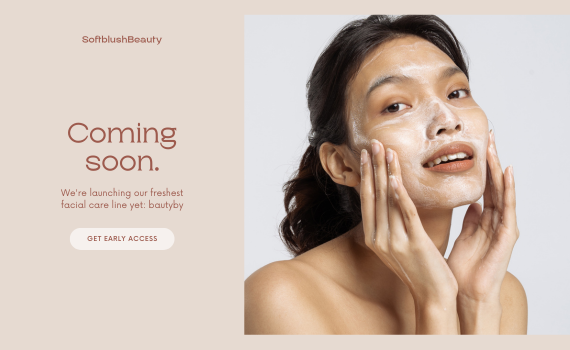 SoftblushBeauty
Coming
soon.
We're launching our freshest
facial care line yet: bautyby
GET EARLY ACCESS